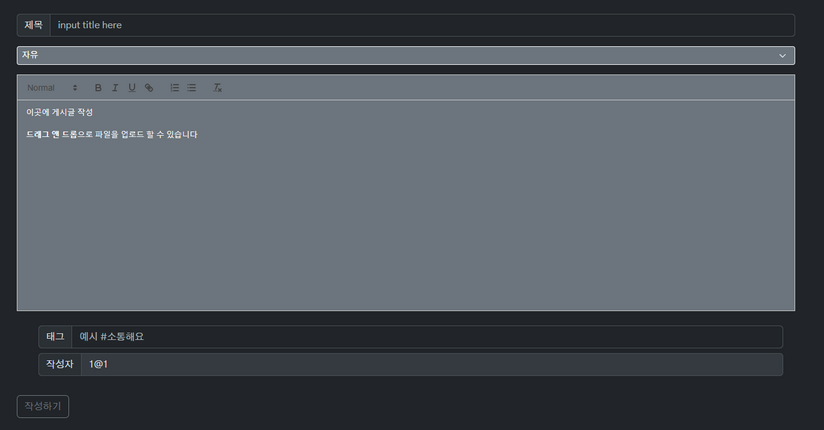 제목 input title here
자유
Normal B I U
이곳에 게시글 작성
드래그 앤 드롭으로 파일을 업로드 할 수 있습니다
태그 예시 #소통해요
작성자 1@1
작성하기